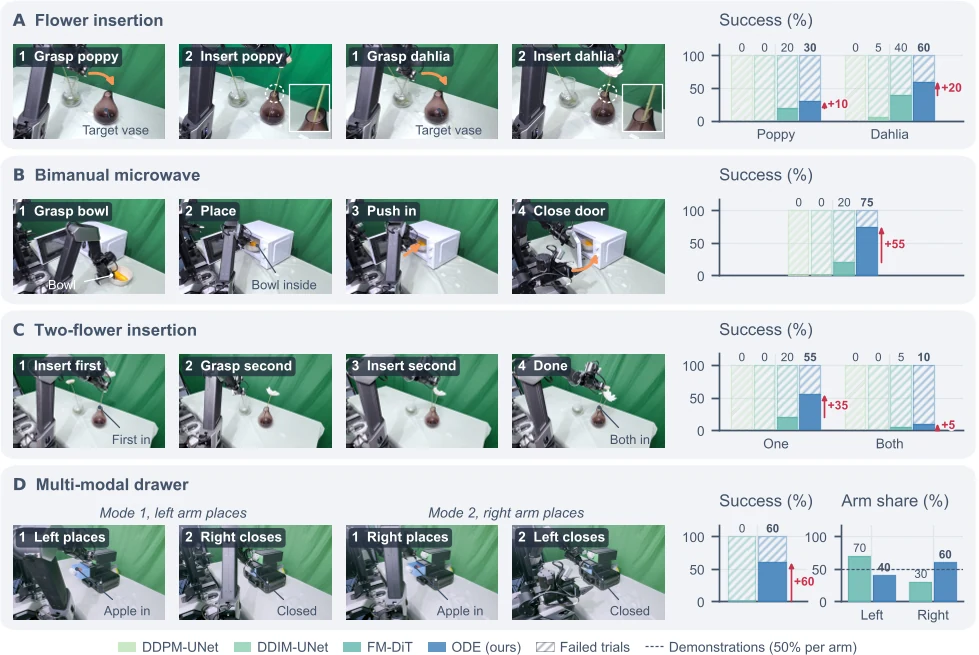 A Flower insertion
Success (%)
1 Grasp poppy
Target vase
2 Insert poppy
1 Grasp dahlia
Target vase
2 Insert dahlia
100
50
0
0 0 20 30
+10
Poppy
0 5 40 60
+20
Dahlia
B Bimanual microwave
Success (%)
1 Grasp bowl
Bowl
2 Place
Bowl inside
3 Push in
4 Close door
100
50
0
0 0 20 75
+55
C Two-flower insertion
Success (%)
1 Insert first
First in
2 Grasp second
3 Insert second
4 Done
Both in
100
50
0
0 0 20 55
+35
One
0 0 5 10
+5
Both
D Multi-modal drawer
Mode 1, left arm places
Mode 2, right arm places
Success (%)
Arm share (%)
1 Left places
Apple in
2 Right closes
Closed
1 Right places
Apple in
2 Left closes
Closed
100
50
0
0 60
+60
100
50
0
70 40
Left
30 60
Right
DDPM-UNet DDIM-UNet FM-DiT ODE (ours) Failed trials Demonstrations (50% per arm)